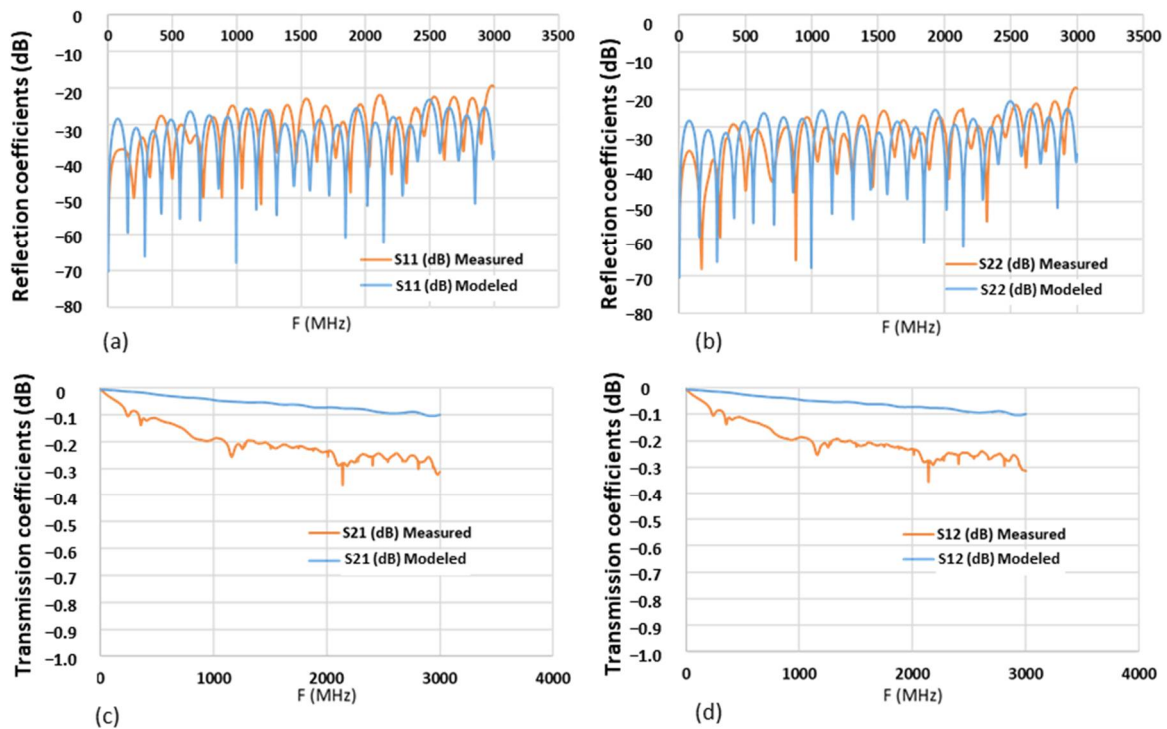 Reflection coefficients (dB)
0
−10
−20
−30
−40
−50
−60
−70
−80
0 500 1000 1500 2000 2500 3000 3500
S11 (dB) Measured
S11 (dB) Modeled
F (MHz)
(a)
Reflection coefficients (dB)
0
−10
−20
−30
−40
−50
−60
−70
−80
0 500 1000 1500 2000 2500 3000 3500
S22 (dB) Measured
S22 (dB) Modeled
F (MHz)
(b)
Transmission coefficients (dB)
0
−0.1
−0.2
−0.3
−0.4
−0.5
−0.6
−0.7
−0.8
−0.9
−1.0
S21 (dB) Measured
S21 (dB) Modeled
0 1000 2000 3000 4000
F (MHz)
(c)
Transmission coefficients (dB)
0
−0.1
−0.2
−0.3
−0.4
−0.5
−0.6
−0.7
−0.8
−0.9
−1.0
S12 (dB) Measured
S12 (dB) Modeled
0 1000 2000 3000 4000
F (MHz)
(d)